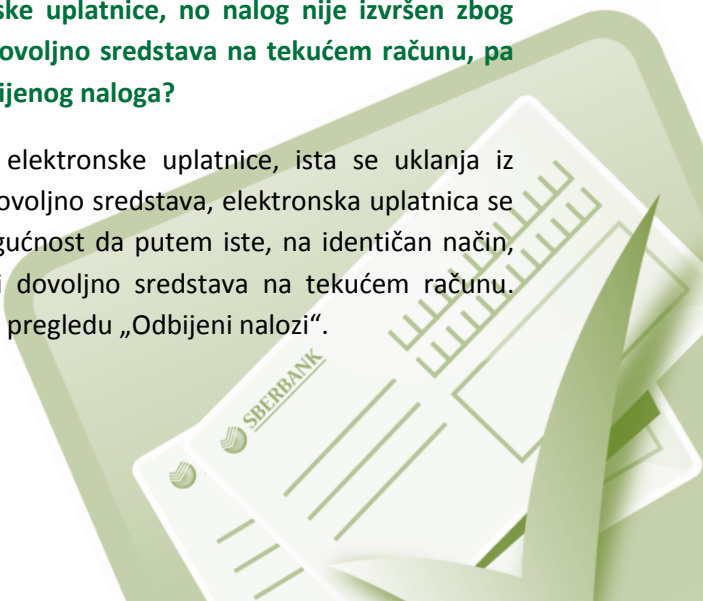 ske uplatnice, no nalog nije izvršen zbog
ovoljno sredstava na tekućem računu, pa
ijenog naloga?
elektronske uplatnice, ista se uklanja iz
ovoljno sredstava, elektronska uplatnica se
gućnost da putem iste, na identičan način,
i dovoljno sredstava na tekućem računu.
pregledu „Odbijeni nalozi“.
SBERBANK